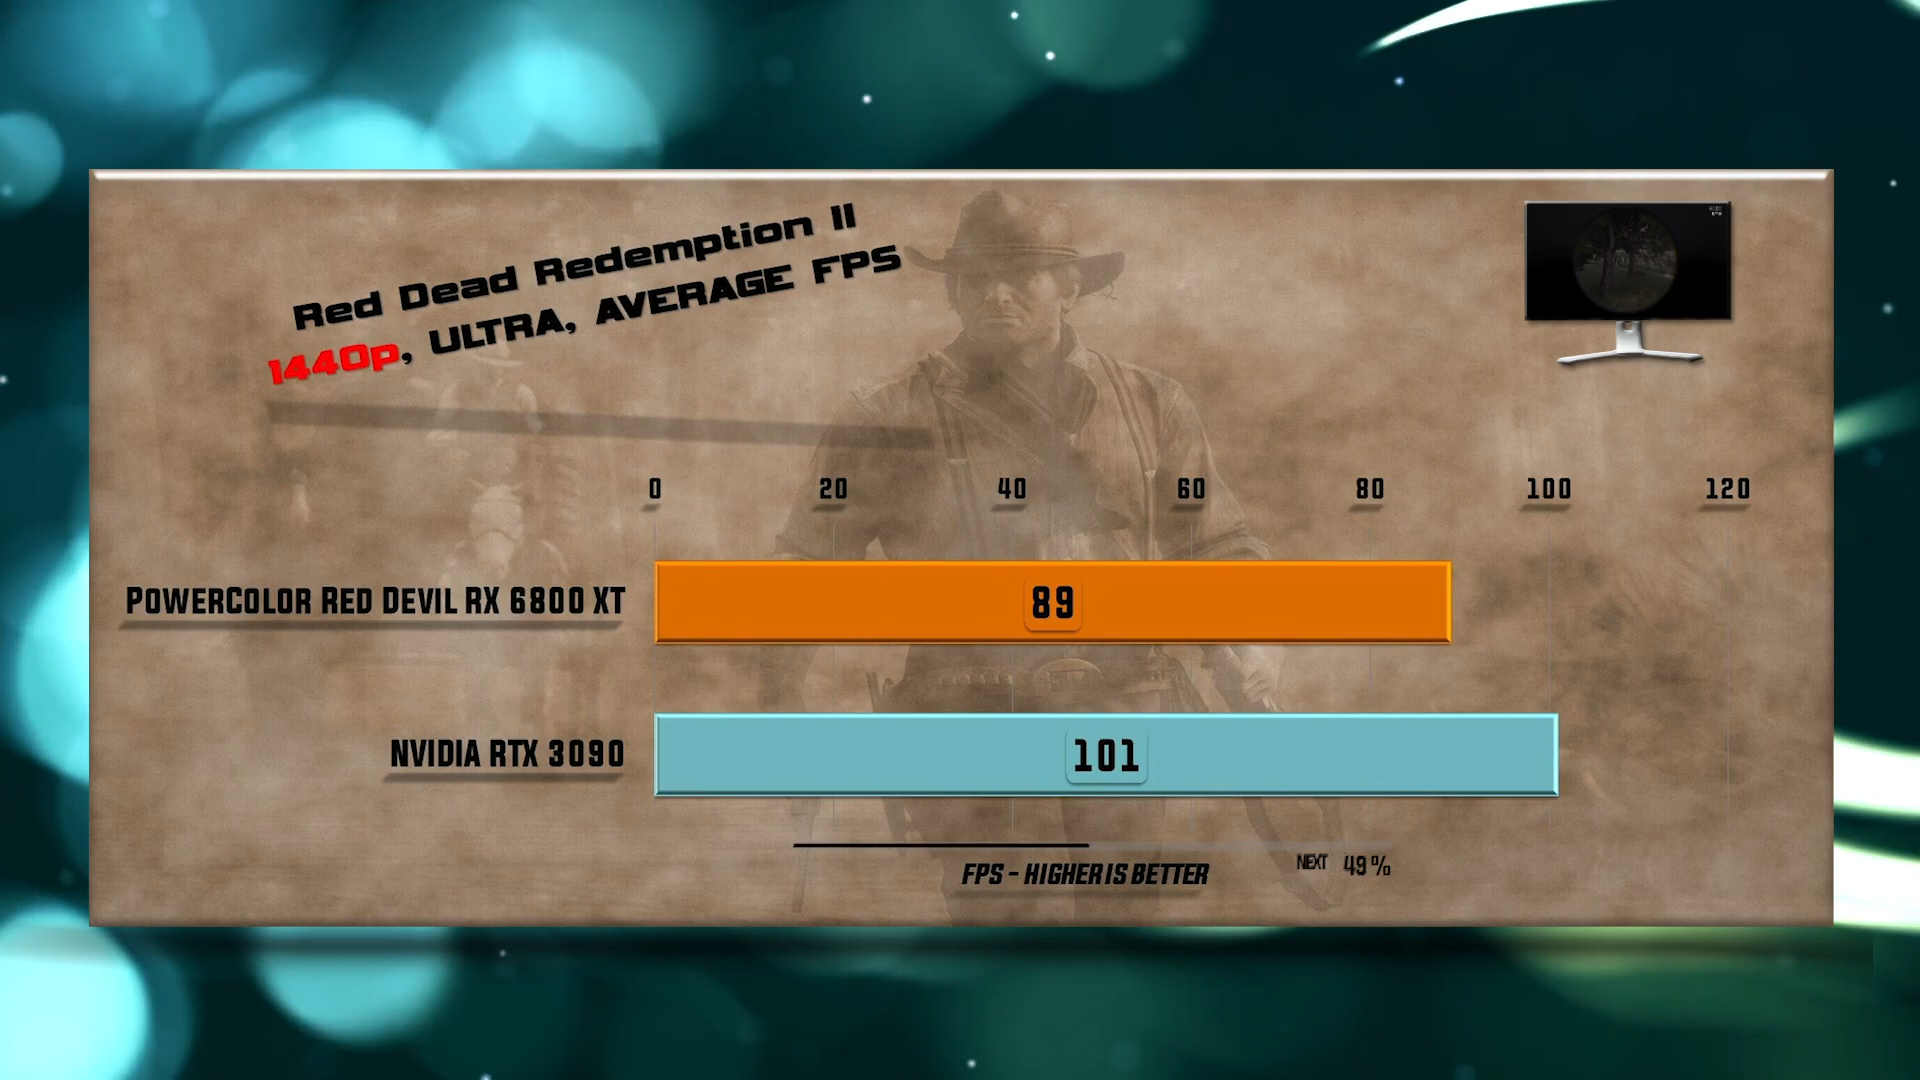 Red Dead Redemption II
1440p, ULTRA, AVERAGE FPS
0 20 40 60 80 100 120
POWERCOLOR RED DEVIL RX 6800 XT
89
NVIDIA RTX 3090
101
FPS - HIGHER IS BETTER
NEXT 49%